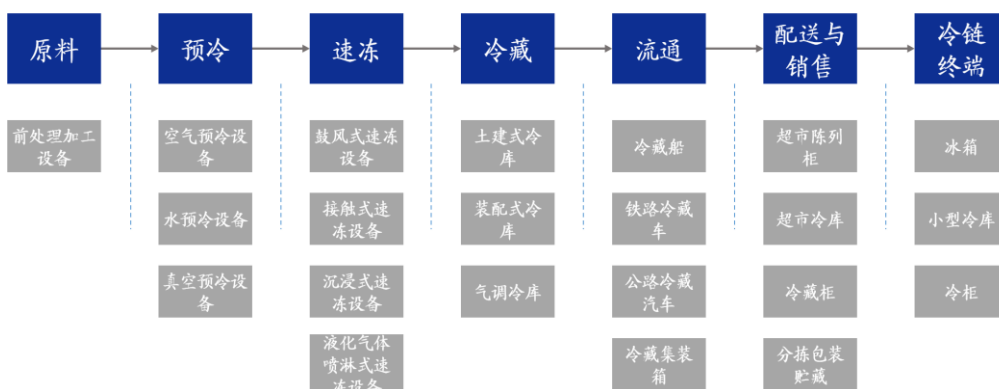 原料
预冷
速冻
冷藏
流通
配送与
销售
冷链
终端
前处理加工
设备
空气预冷设
备
鼓风式速冻
设备
土建式冷
库
冷藏船
超市陈列
柜
冰箱
水预冷设备
接触式速
冻设备
装配式冷
库
铁路冷藏
车
超市冷库
小型冷库
真空预冷设
备
沉浸式速
冻设备
气调冷库
公路冷藏
汽车
冷藏柜
冷柜
液化气体
喷淋式速
冻设备
冷藏集装
箱
分拣包装
贮藏